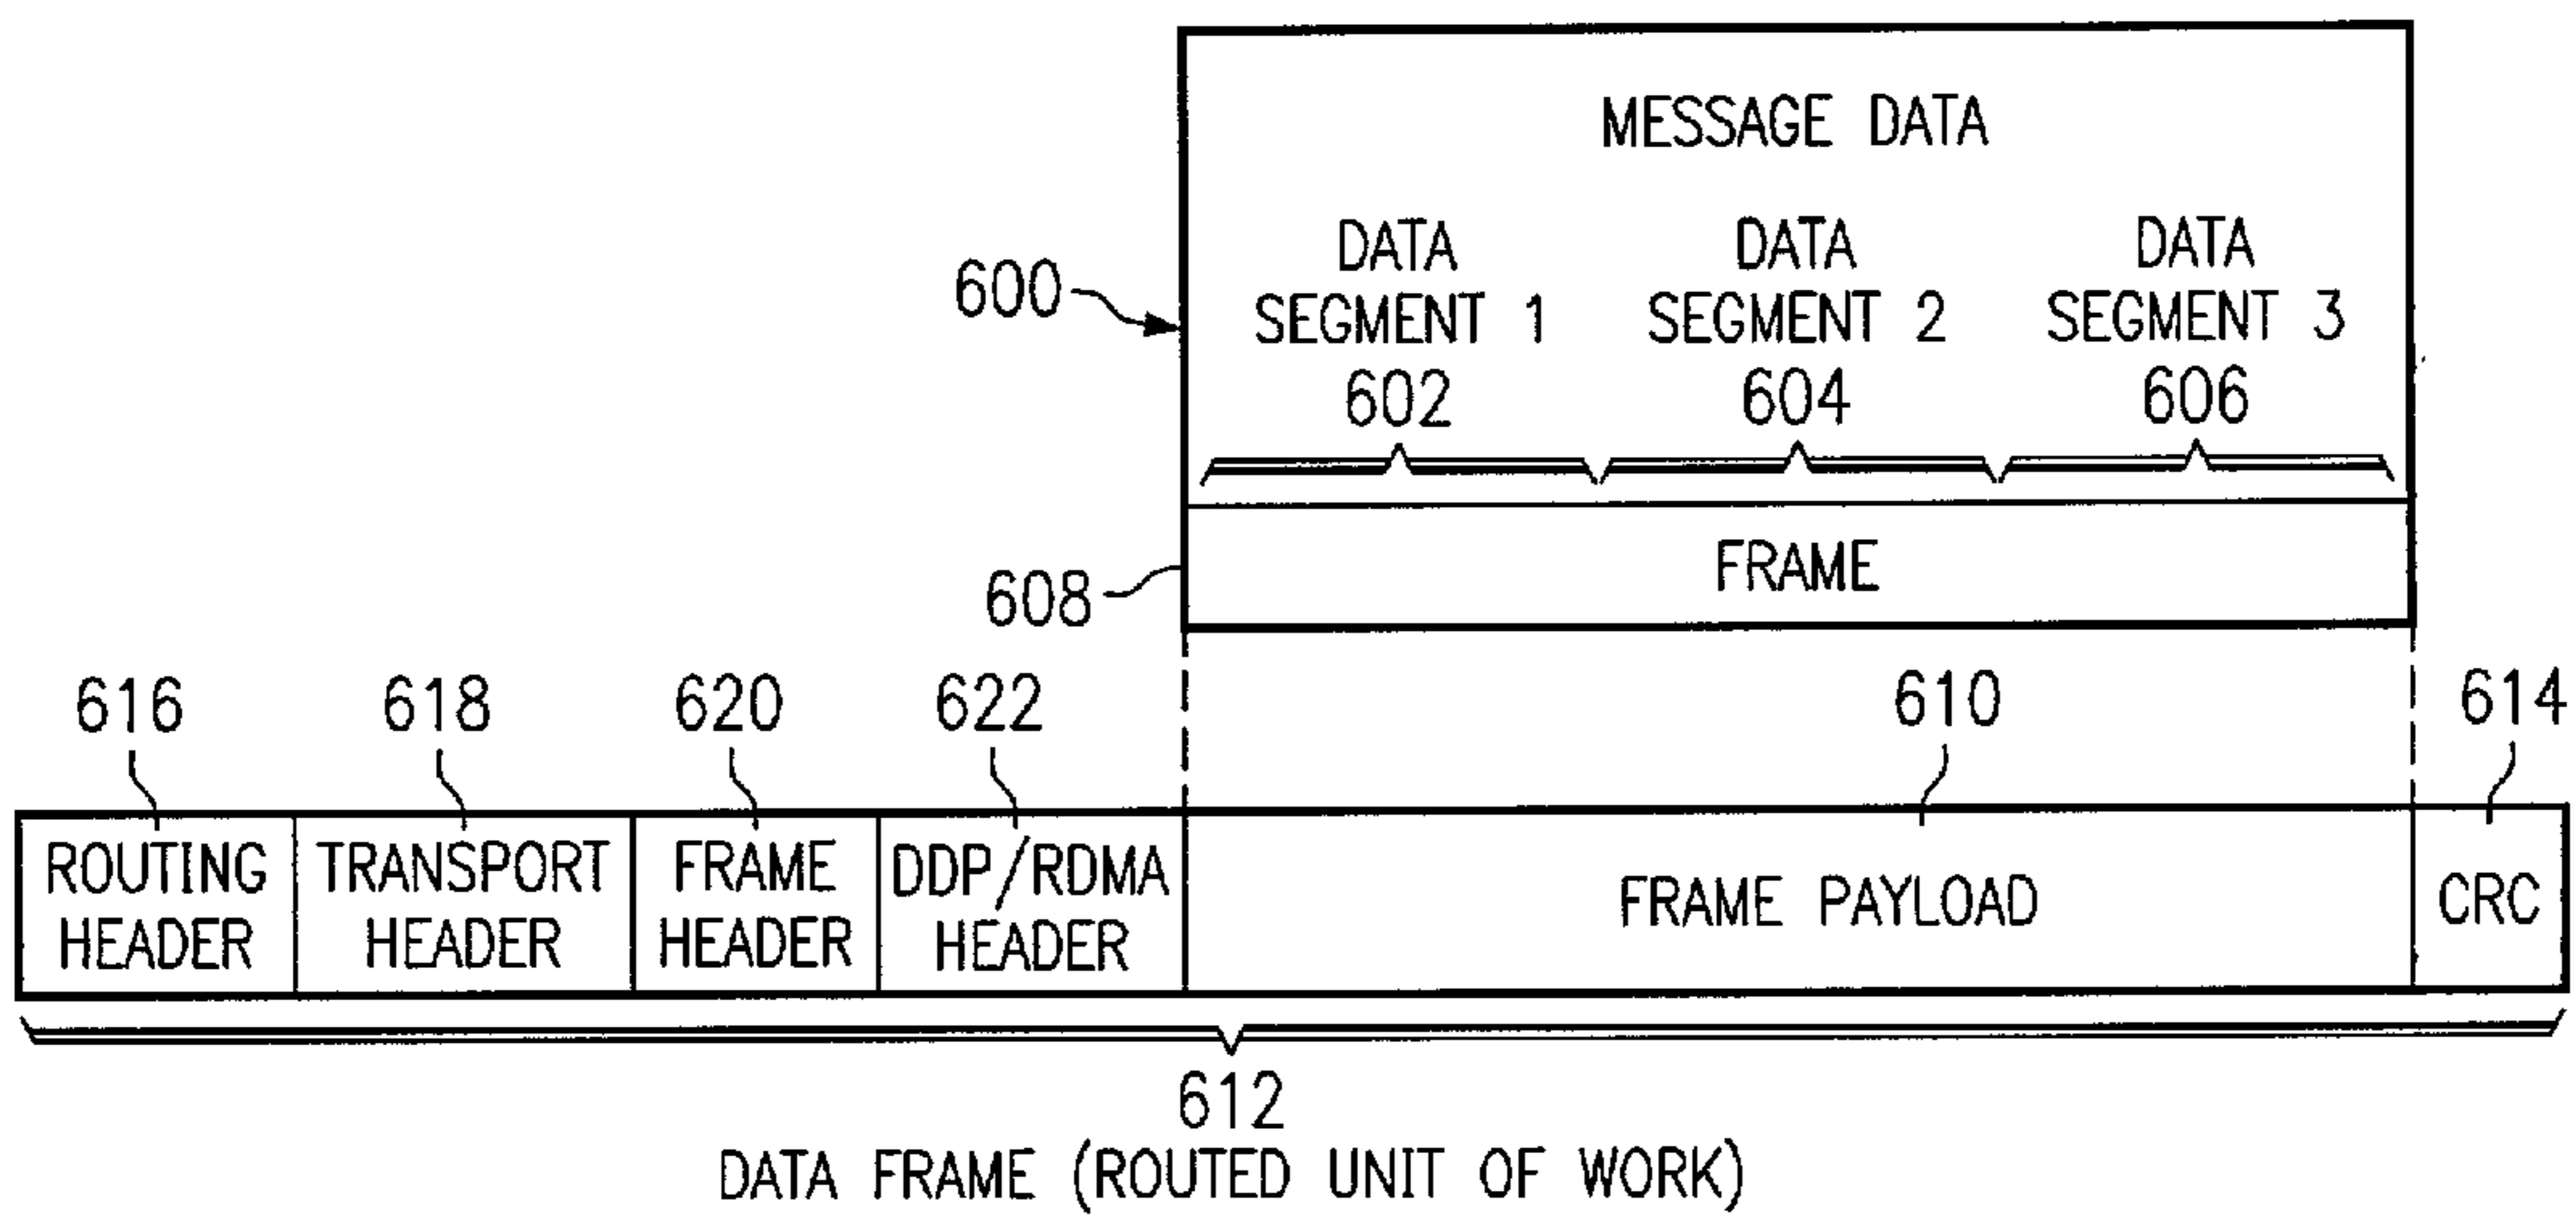 MESSAGE DATA
DATA SEGMENT 1
602
DATA SEGMENT 2
604
DATA SEGMENT 3
606
600
FRAME
608
616
618
620
622
610
614
ROUTING HEADER
TRANSPORT HEADER
FRAME HEADER
DDP/RDMA HEADER
FRAME PAYLOAD
CRC
612
DATA FRAME (ROUTED UNIT OF WORK)